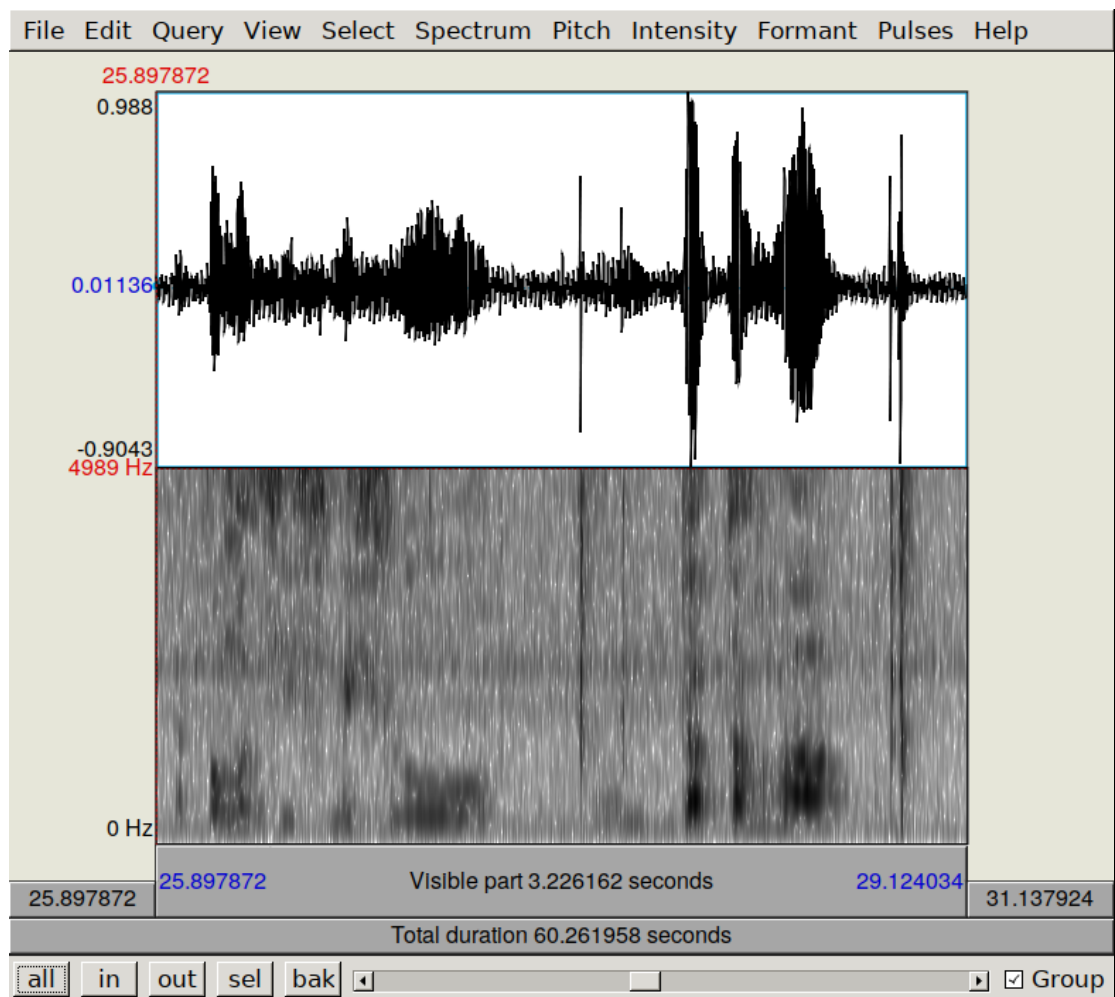 File Edit Query View Select Spectrum Pitch Intensity Formant Pulses Help
25.897872
0.988
0.01136
-0.9043
4989 Hz
0 Hz
25.897872 Visible part 3.226162 seconds 29.124034
25.897872 31.137924
Total duration 60.261958 seconds
all in out sel bak Group